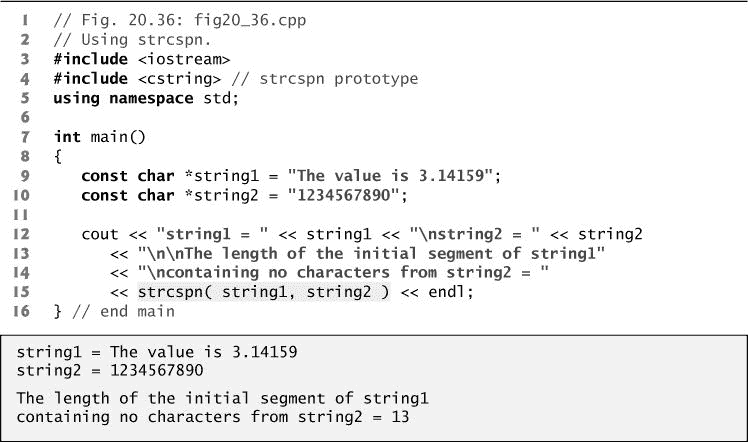 1 // Fig. 20.36: fig20_36.cpp
2 // Using strcspn.
3 #include <iostream>
4 #include <cstring> // strcspn prototype
5 using namespace std;
6
7 int main()
8 {
9 const char *string1 = "The value is 3.14159";
10 const char *string2 = "1234567890";
11
12 cout << "string1 = " << string1 << "\nstring2 = " << string2
13 << "\n\nThe length of the initial segment of string1"
14 << "\ncontaining no characters from string2 = "
15 << strcspn( string1, string2 ) << endl;
16 } // end main
string1 = The value is 3.14159
string2 = 1234567890
The length of the initial segment of string1
containing no characters from string2 = 13